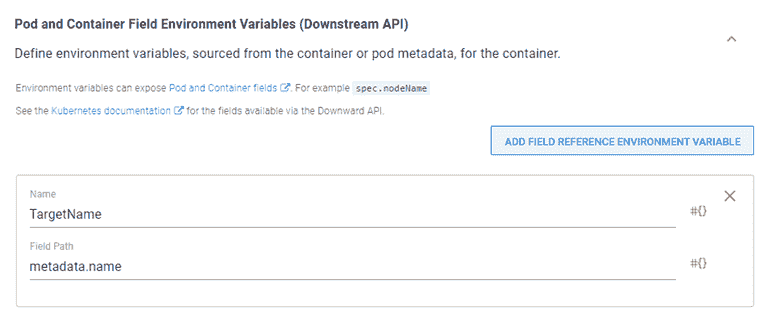 Pod and Container Field Environment Variables (Downstream API)
Define environment variables, sourced from the container or pod metadata, for the container.
Environment variables can expose Pod and Container fields. For example spec.nodeName
See the Kubernetes documentation for the fields available via the Downward API.
ADD FIELD REFERENCE ENVIRONMENT VARIABLE
Name
TargetName
#{}
Field Path
metadata.name
#{}